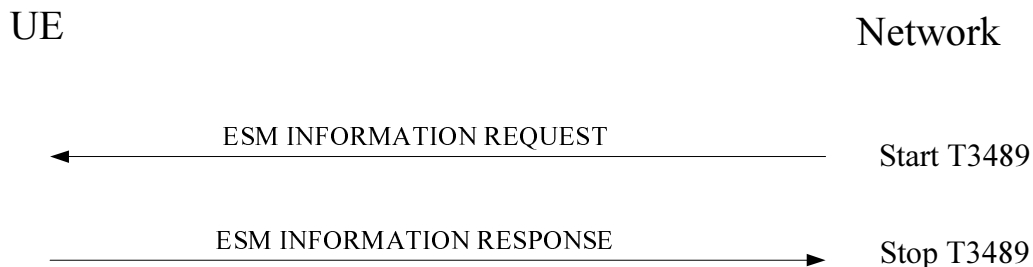 UE
Network
ESM INFORMATION REQUEST
Start T3489
ESM INFORMATION RESPONSE
Stop T3489